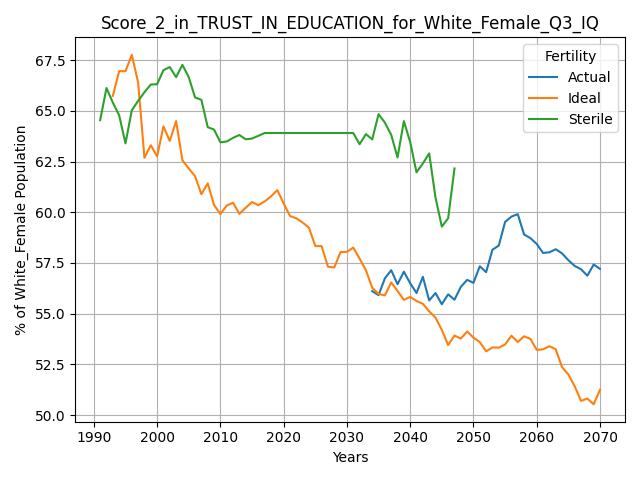 Score_2_in_TRUST_IN_EDUCATION_for_White_Female_Q3_IQ
Fertility
Actual
Ideal
Sterile
% of White_Female Population
67.5
65.0
62.5
60.0
57.5
55.0
52.5
50.0
1990 2000 2010 2020 2030 2040 2050 2060 2070
Years